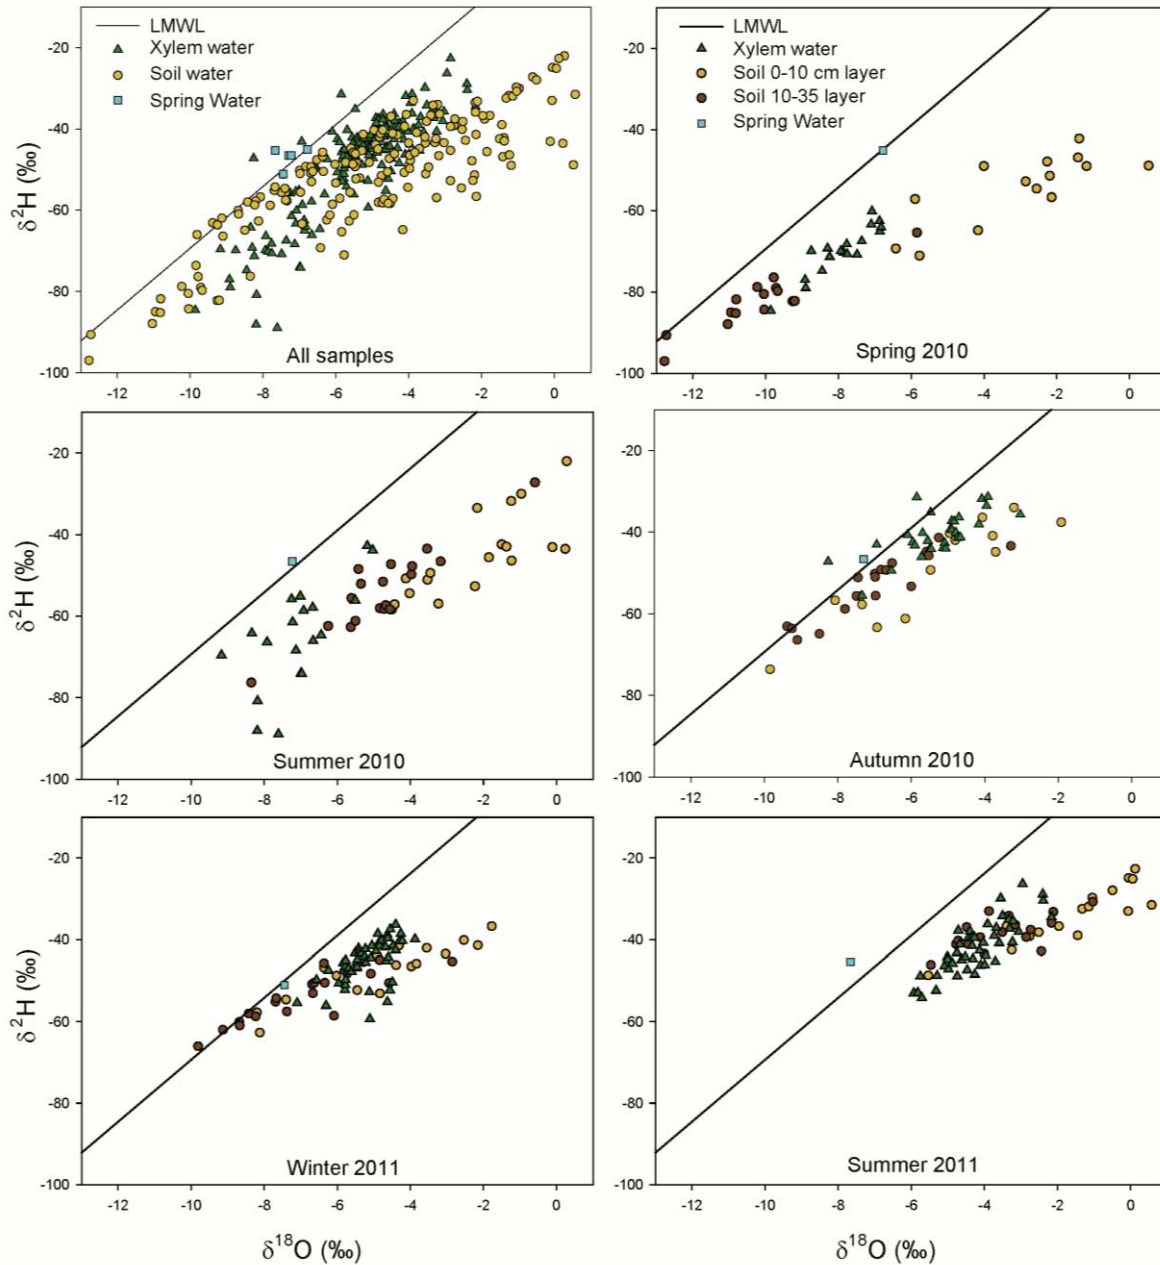 LMWL
Xylem water
Soil water
Spring Water
-20
-40
-60
-80
-100
δ²H (‰)
All samples
-12 -10 -8 -6 -4 -2 0
LMWL
Xylem water
Soil 0-10 cm layer
Soil 10-35 layer
Spring Water
-20
-40
-60
-80
-100
Spring 2010
-12 -10 -8 -6 -4 -2 0
-20
-40
-60
-80
-100
δ²H (‰)
Summer 2010
-12 -10 -8 -6 -4 -2 0
-20
-40
-60
-80
-100
Autumn 2010
-12 -10 -8 -6 -4 -2 0
-20
-40
-60
-80
-100
δ²H (‰)
Winter 2011
-12 -10 -8 -6 -4 -2 0
δ¹⁸O (‰)
-20
-40
-60
-80
-100
Summer 2011
-12 -10 -8 -6 -4 -2 0
δ¹⁸O (‰)